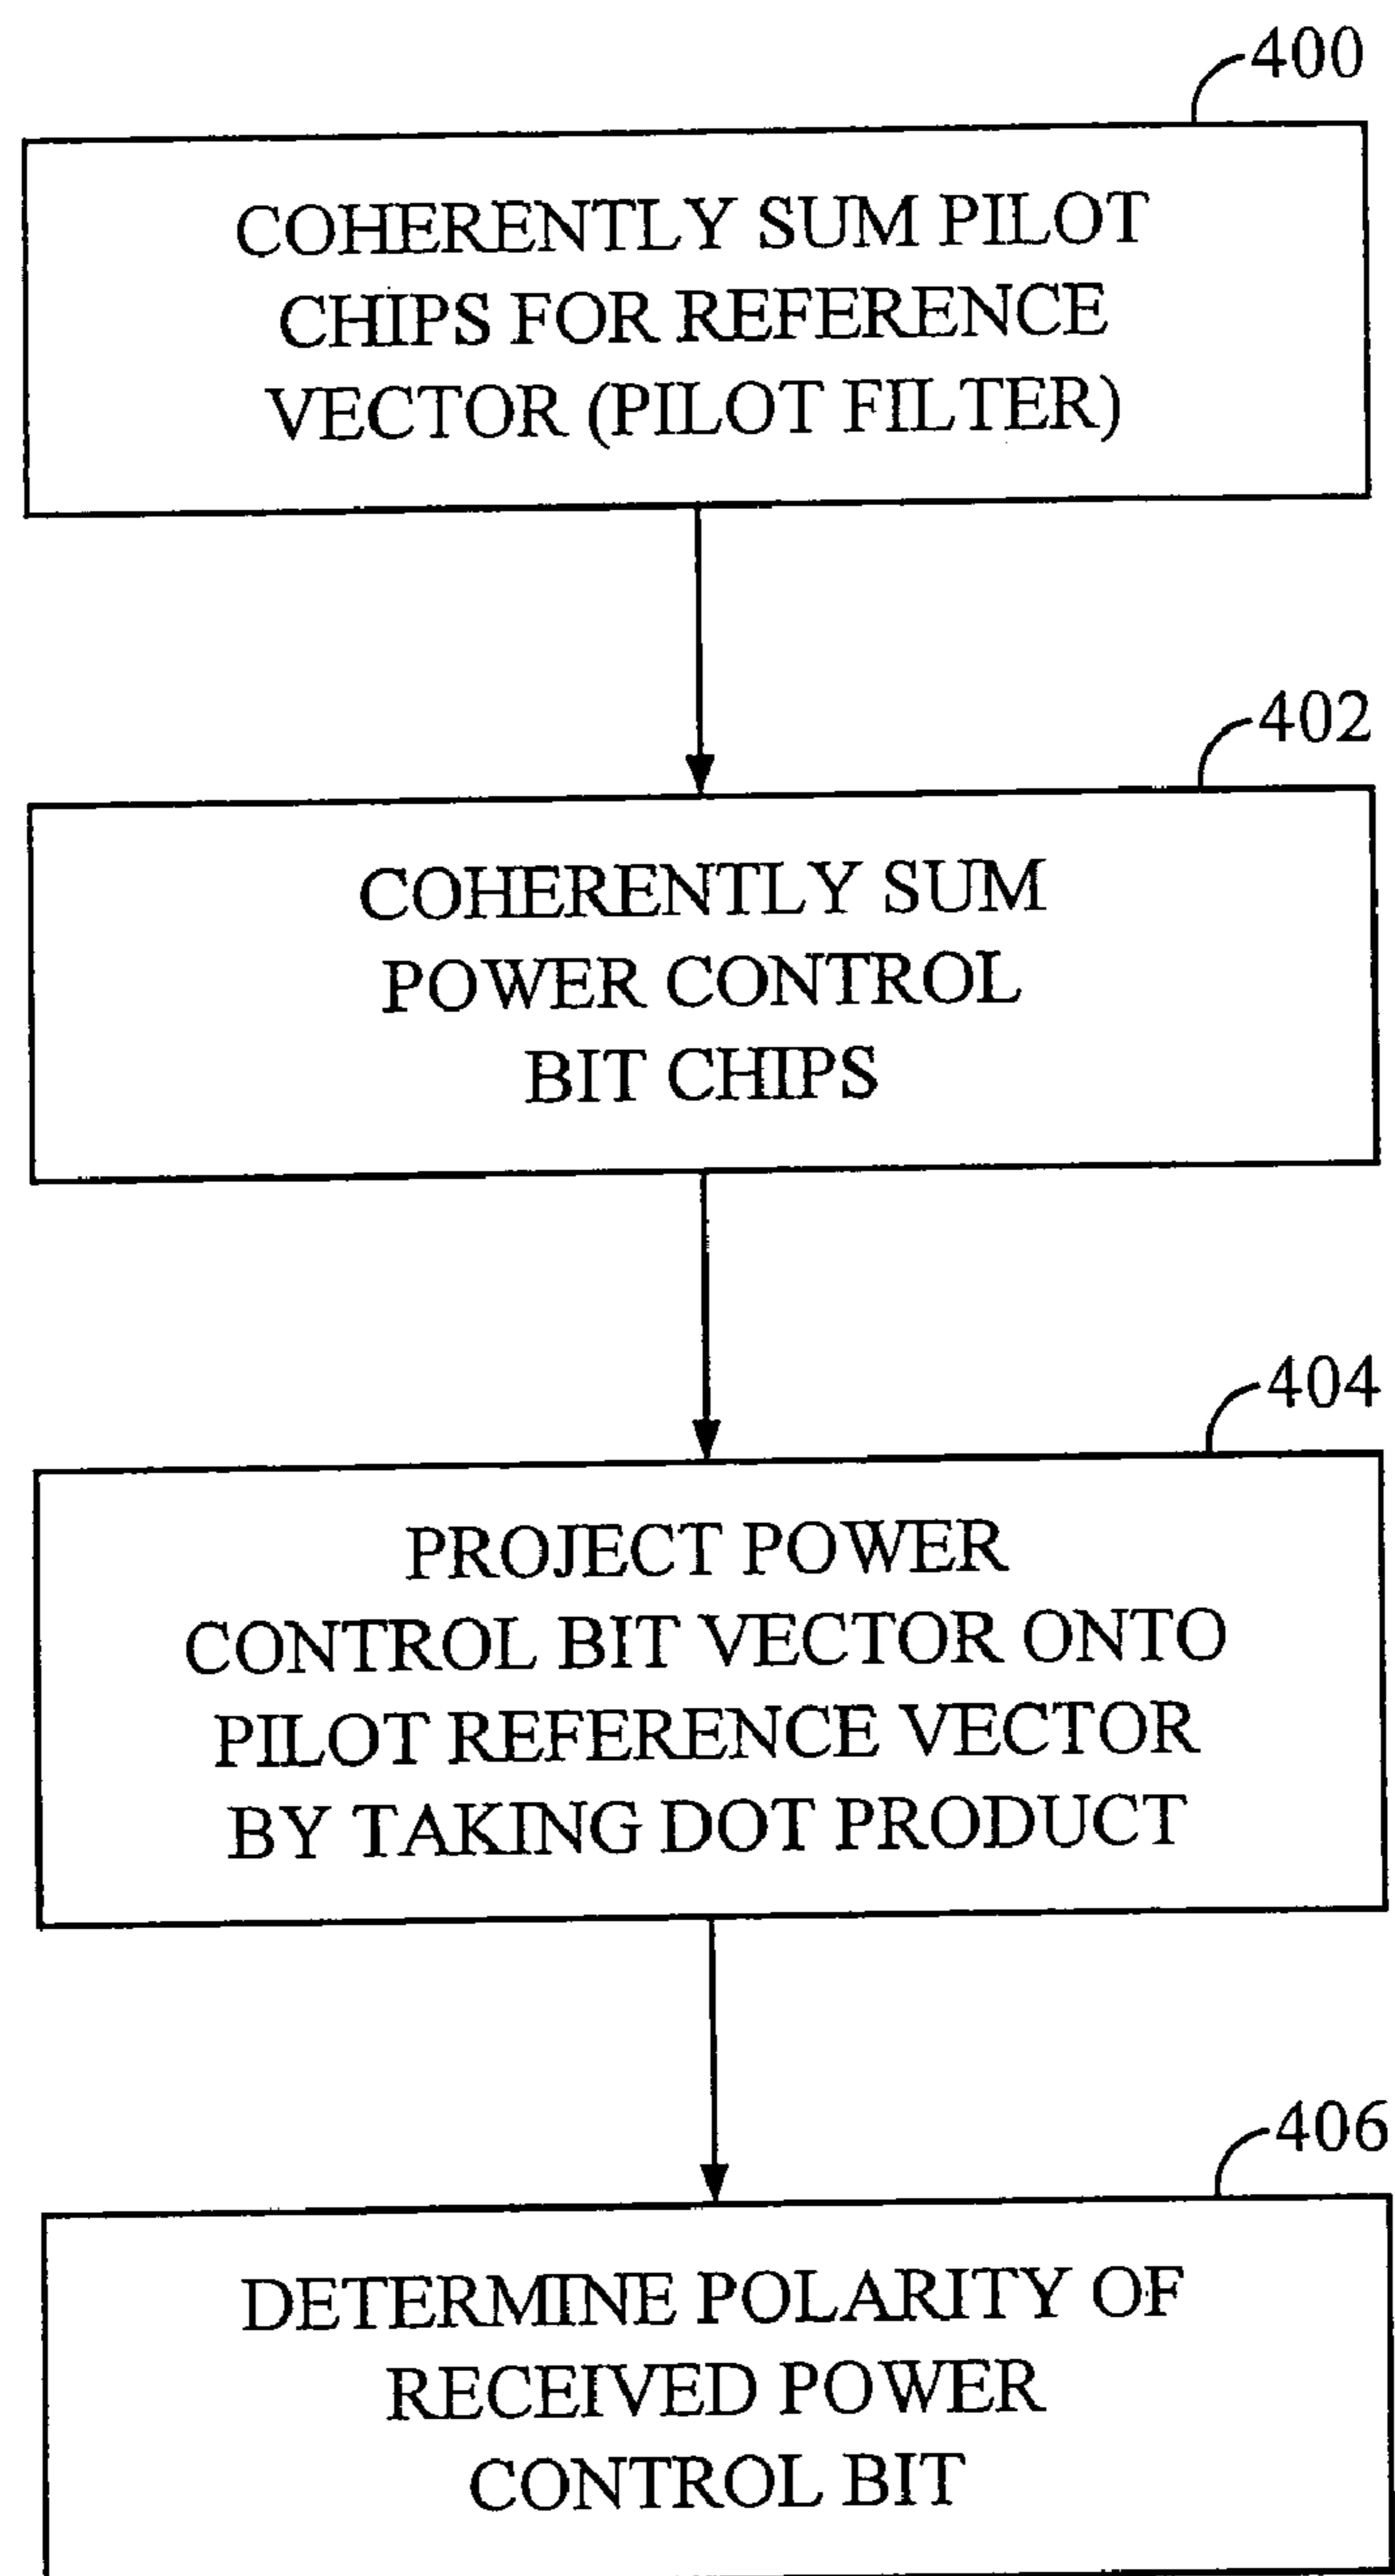 400
COHERENTLY SUM PILOT
CHIPS FOR REFERENCE
VECTOR (PILOT FILTER)
402
COHERENTLY SUM
POWER CONTROL
BIT CHIPS
404
PROJECT POWER
CONTROL BIT VECTOR ONTO
PILOT REFERENCE VECTOR
BY TAKING DOT PRODUCT
406
DETERMINE POLARITY OF
RECEIVED POWER
CONTROL BIT